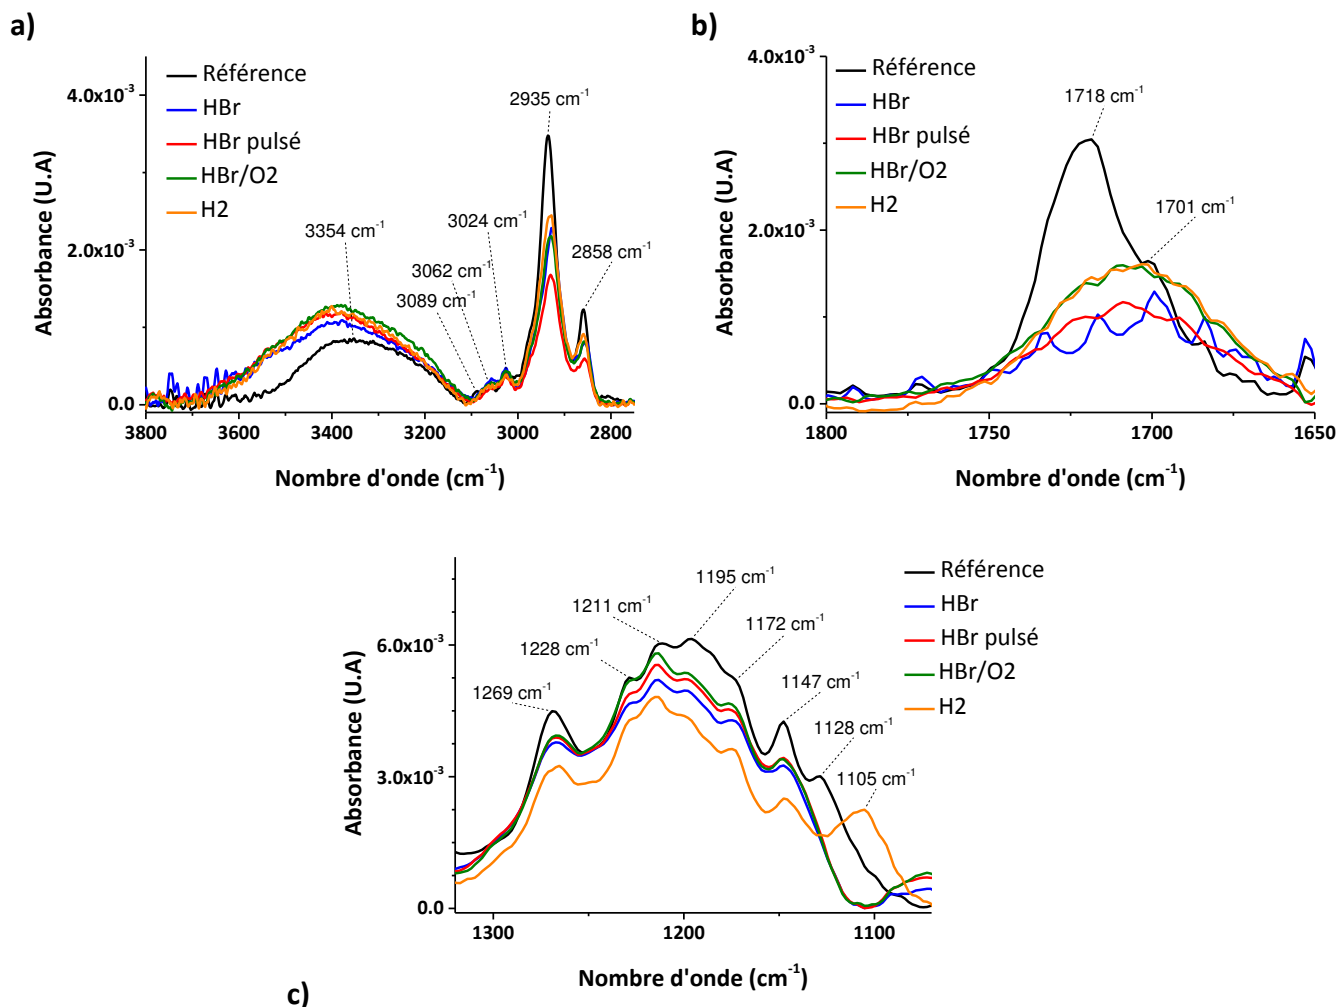 a)
Référence
HBr
HBr pulsé
HBr/O2
H2
2935 cm⁻¹
3354 cm⁻¹
3024 cm⁻¹
3062 cm⁻¹
3089 cm⁻¹
2858 cm⁻¹
4.0x10⁻³
2.0x10⁻³
0.0
Absorbance (U.A)
3800 3600 3400 3200 3000 2800
Nombre d'onde (cm⁻¹)
b)
Référence
HBr
HBr pulsé
HBr/O2
H2
1718 cm⁻¹
1701 cm⁻¹
4.0x10⁻³
2.0x10⁻³
0.0
Absorbance (U.A)
1800 1750 1700 1650
Nombre d'onde (cm⁻¹)
Référence
HBr
HBr pulsé
HBr/O2
H2
1195 cm⁻¹
1211 cm⁻¹
1172 cm⁻¹
1228 cm⁻¹
1147 cm⁻¹
1269 cm⁻¹
1128 cm⁻¹
1105 cm⁻¹
6.0x10⁻³
3.0x10⁻³
0.0
Absorbance (U.A)
1300 1200 1100
Nombre d'onde (cm⁻¹)
c)